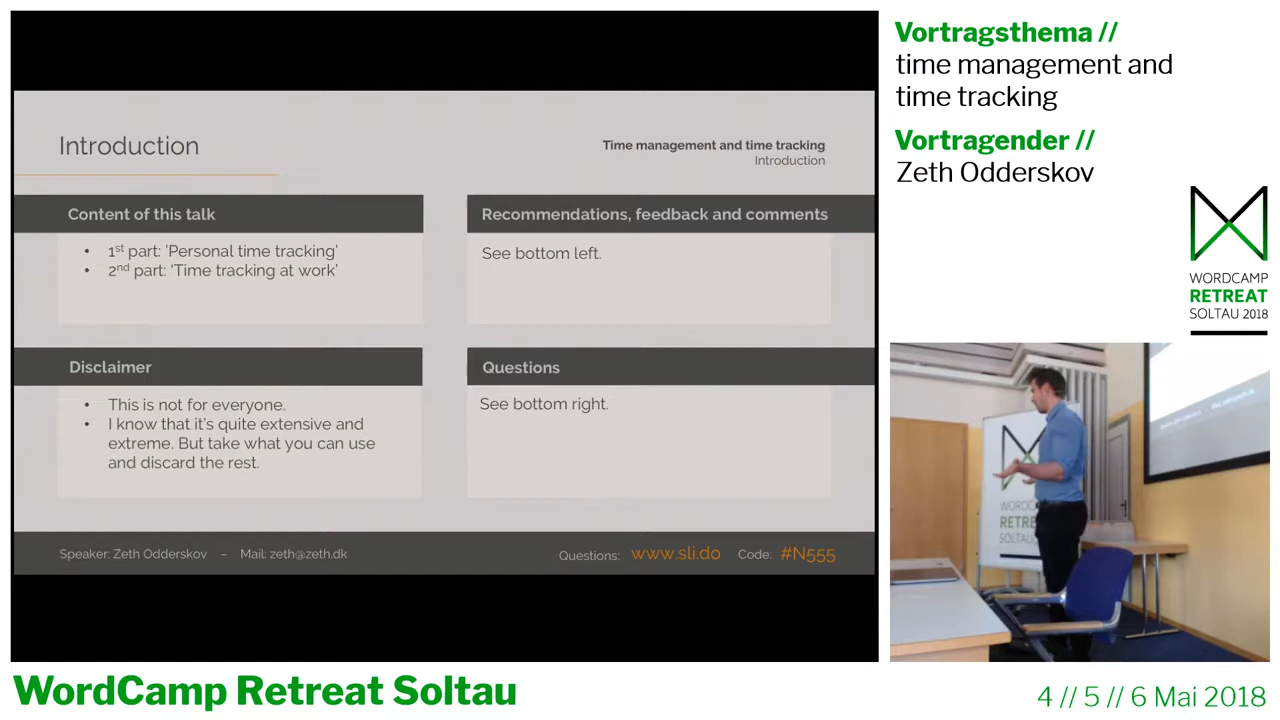 Introduction
Time management and time tracking
Introduction
Content of this talk
• 1st part: 'Personal time tracking'
• 2nd part: 'Time tracking at work'
Recommendations, feedback and comments
See bottom left.
Disclaimer
• This is not for everyone.
• I know that it's quite extensive and
extreme. But take what you can use
and discard the rest.
Questions
See bottom right.
Speaker: Zeth Odderskov – Mail: zeth@zeth.dk
Questions: www.sli.do Code: #N555
Vortragsthema //
time management and
time tracking
Vortragender //
Zeth Odderskov
WORDCAMP
RETREAT
SOLTAU 2018
WORDC
RETRE
SOLTAU
WordCamp Retreat Soltau
4 // 5 // 6 Mai 2018